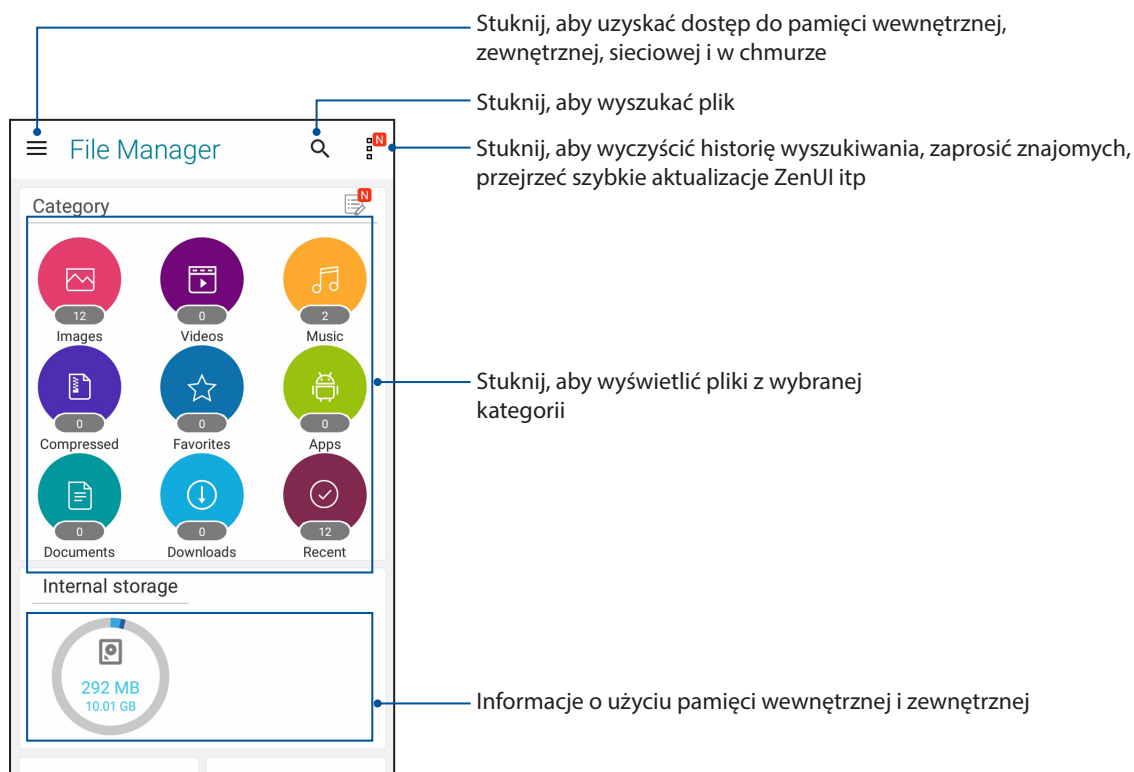 Stuknij, aby uzyskać dostęp do pamięci wewnętrznej,
zewnętrznej, sieciowej i w chmurze
Stuknij, aby wyszukać plik
File Manager
N
Stuknij, aby wyczyścić historię wyszukiwania, zaprosić znajomych,
przejrzeć szybkie aktualizacje ZenUI itp
Category
N
12
0
2
Images
Videos
Music
Stuknij, aby wyświetlić pliki z wybranej
kategorii
0
0
0
Compressed
Favorites
Apps
0
0
12
Documents
Downloads
Recent
Internal storage
292 MB
10.01 GB
Informacje o użyciu pamięci wewnętrznej i zewnętrznej